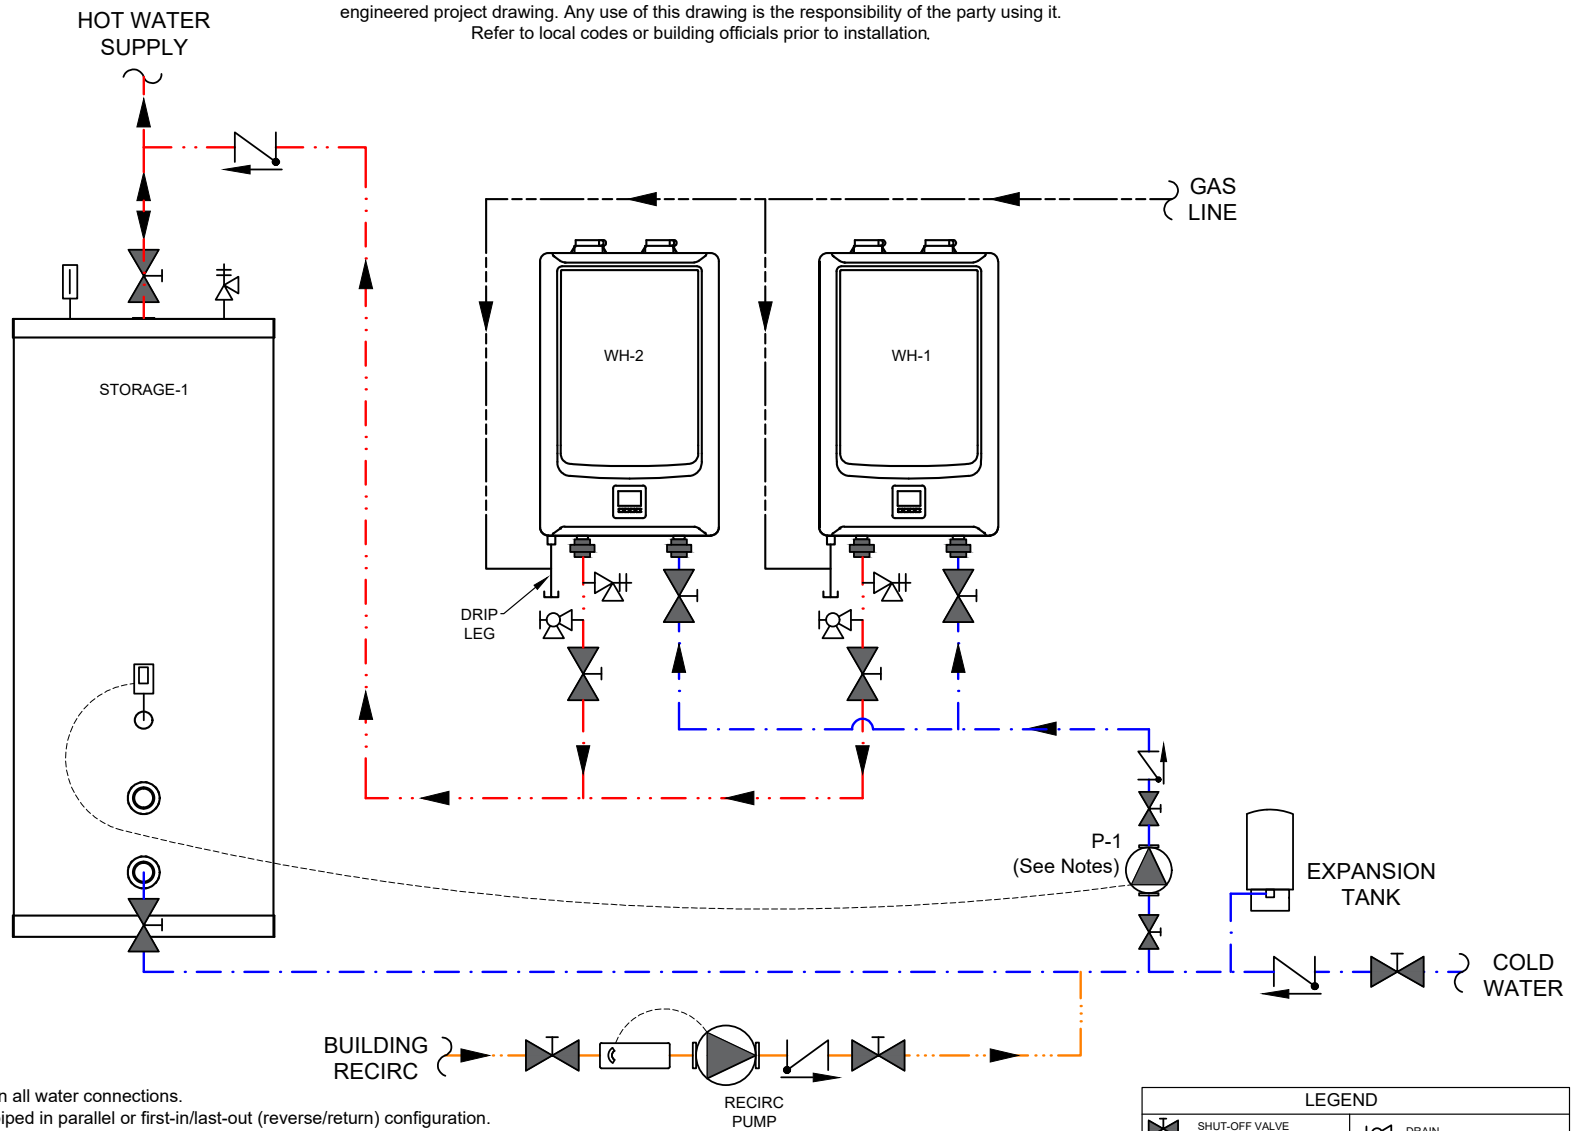 engineered project drawing. Any use of this drawing is the responsibility of the party using it.
Refer to local codes or building officials prior to installation.
HOT WATER
SUPPLY
GAS
LINE
WH-2
WH-1
STORAGE-1
DRIP
LEG
P-1
(See Notes)
EXPANSION
TANK
COLD
WATER
BUILDING
RECIRC
RECIRC
PUMP
all water connections.
piped in parallel or first-in/last-out (reverse/return) configuration.
LEGEND
SHUT-OFF VALVE
DRAIN